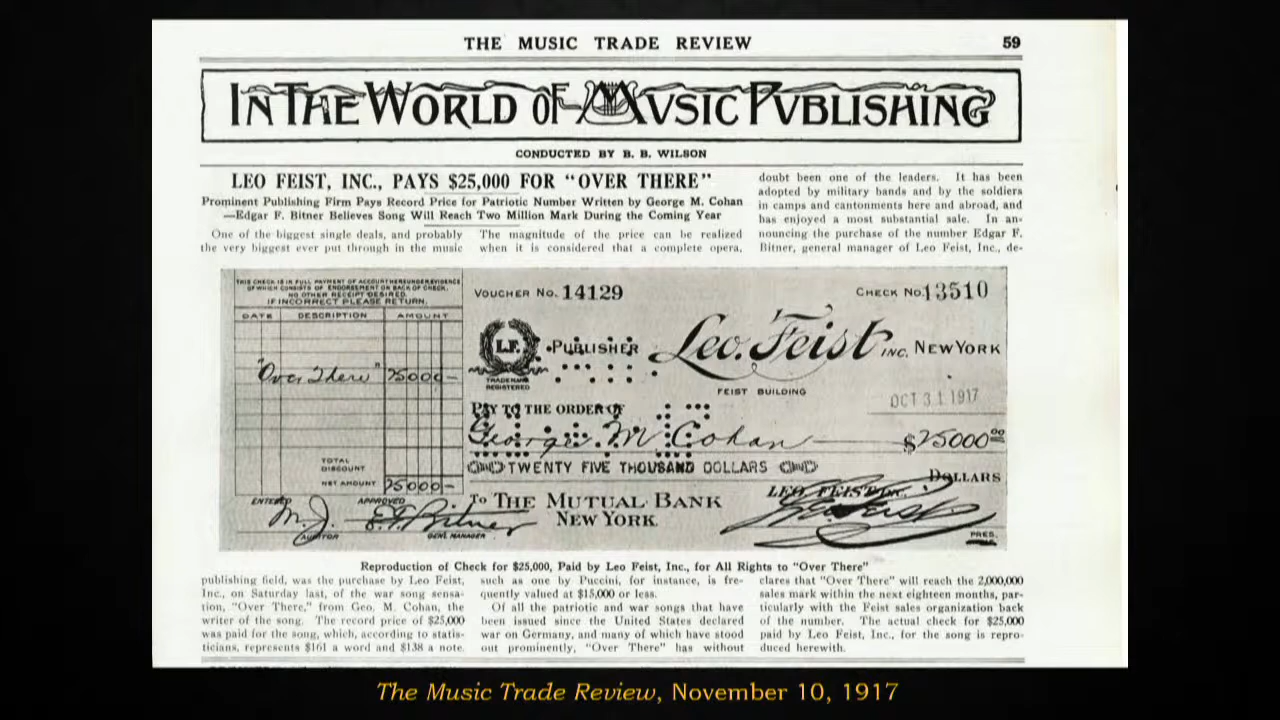 THE MUSIC TRADE REVIEW
59
IN THE WORLD OF MVSIC PVBLISHING
CONDUCTED BY B. B. WILSON
LEO FEIST, INC., PAYS $25,000 FOR "OVER THERE"
Prominent Publishing Firm Pays Record Price for Patriotic Number Written by George M. Cohan
—Edgar F. Bitner Believes Song Will Reach Two Million Mark During the Coming Year
One of the biggest single deals, and probably
the very biggest ever put through in the music
The magnitude of the price can be realized
when it is considered that a complete opera,
doubt been one of the leaders. It has been
adopted by military bands and by the soldiers
in camps and cantonments here and abroad, and
has enjoyed a most substantial sale. In an-
nouncing the purchase of the number Edgar F.
Bitner, general manager of Leo Feist, Inc., de-
THIS CHECK IS IN FULL PAYMENT OF ACCOUNT HEREUNDER EVIDENCE
OF WHICH CONSISTS OF ENDORSEMENT ON BACK OF CHECK.
NO OTHER RECEIPT DESIRED.
IF INCORRECT PLEASE RETURN.
DATE DESCRIPTION AMOUNT
"Over There" 25000-
TOTAL
DISCOUNT
NET AMOUNT 25000-
ENTERED APPROVED
M.J. E.F. Bitner
AUDITOR GENL MANAGER
VOUCHER No. 14129
CHECK No. 13510
L.F.
TRADEMARK
REGISTERED
PUBLISHER
Leo. Feist INC. NEW YORK
FEIST BUILDING
OCT 31 1917
PAY TO THE ORDER OF
George M Cohan $25000 00
TWENTY FIVE THOUSAND DOLLARS
DOLLARS
TO THE MUTUAL BANK
NEW YORK.
LEO. FEIST INC.
Leo Feist
PRES.
Reproduction of Check for $25,000, Paid by Leo Feist, Inc., for All Rights to "Over There"
publishing field, was the purchase by Leo Feist,
Inc., on Saturday last, of the war song sensa-
tion, "Over There," from Geo. M. Cohan, the
writer of the song. The record price of $25,000
was paid for the song, which, according to statis-
ticians, represents $161 a word and $138 a note.
such as one by Puccini, for instance, is fre-
quently valued at $15,000 or less.
Of all the patriotic and war songs that have
been issued since the United States declared
war on Germany, and many of which have stood
out prominently, "Over There" has without
clares that "Over There" will reach the 2,000,000
sales mark within the next eighteen months, par-
ticularly with the Feist sales organization back
of the number. The actual check for $25,000
paid by Leo Feist, Inc., for the song is repro-
duced herewith.
The Music Trade Review, November 10, 1917